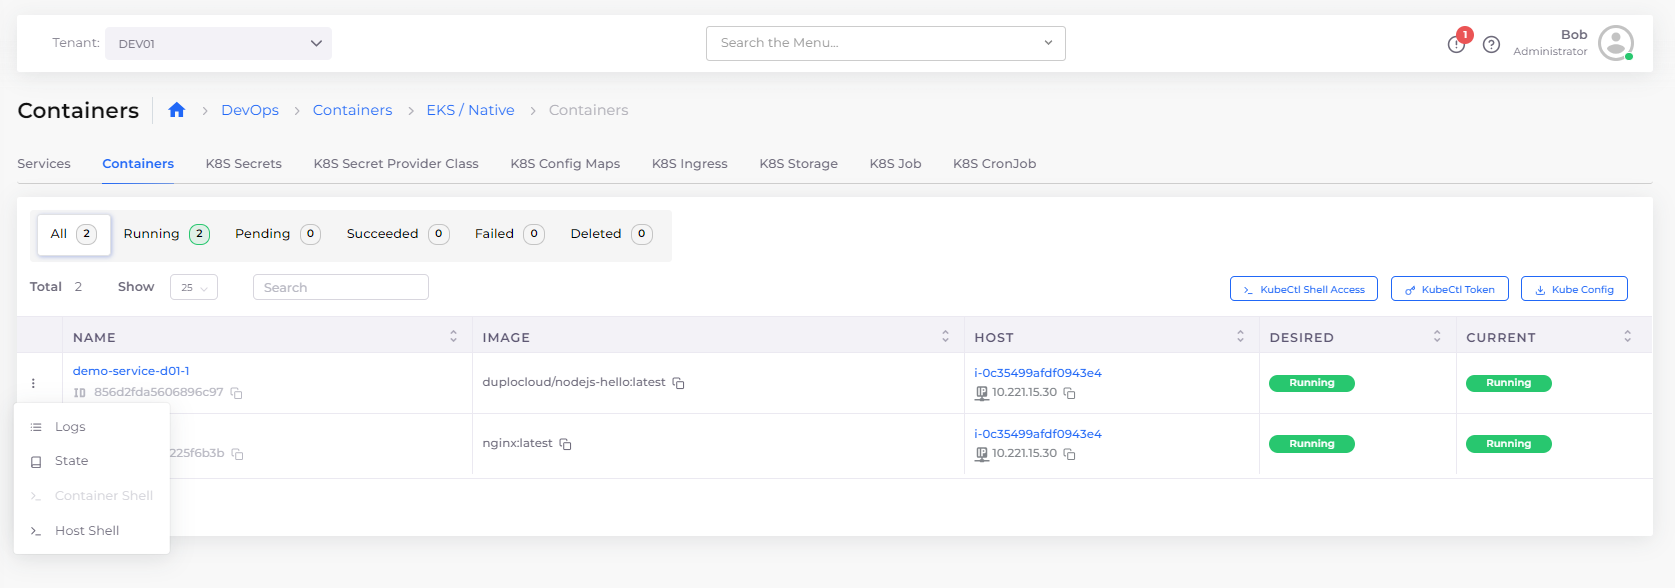 Tenant: DEV01 Search the Menu... 1 Bob
Administrator
Containers DevOps Containers EKS / Native Containers
Services Containers K8S Secrets K8S Secret Provider Class K8S Config Maps K8S Ingress K8S Storage K8S Job K8S CronJob
All 2 Running 2 Pending 0 Succeeded 0 Failed 0 Deleted 0
Total 2 Show 25 Search KubeCtl Shell Access KubeCtl Token Kube Config
NAME IMAGE HOST DESIRED CURRENT
demo-service-d01-1 duplocloud/nodejs-hello:latest i-0c35499afdf0943e4 Running Running
ID 856d2fda5606896c97 10.221.15.30
nginx:latest i-0c35499afdf0943e4 Running Running
225f6b3b 10.221.15.30
Logs
State
Container Shell
Host Shell